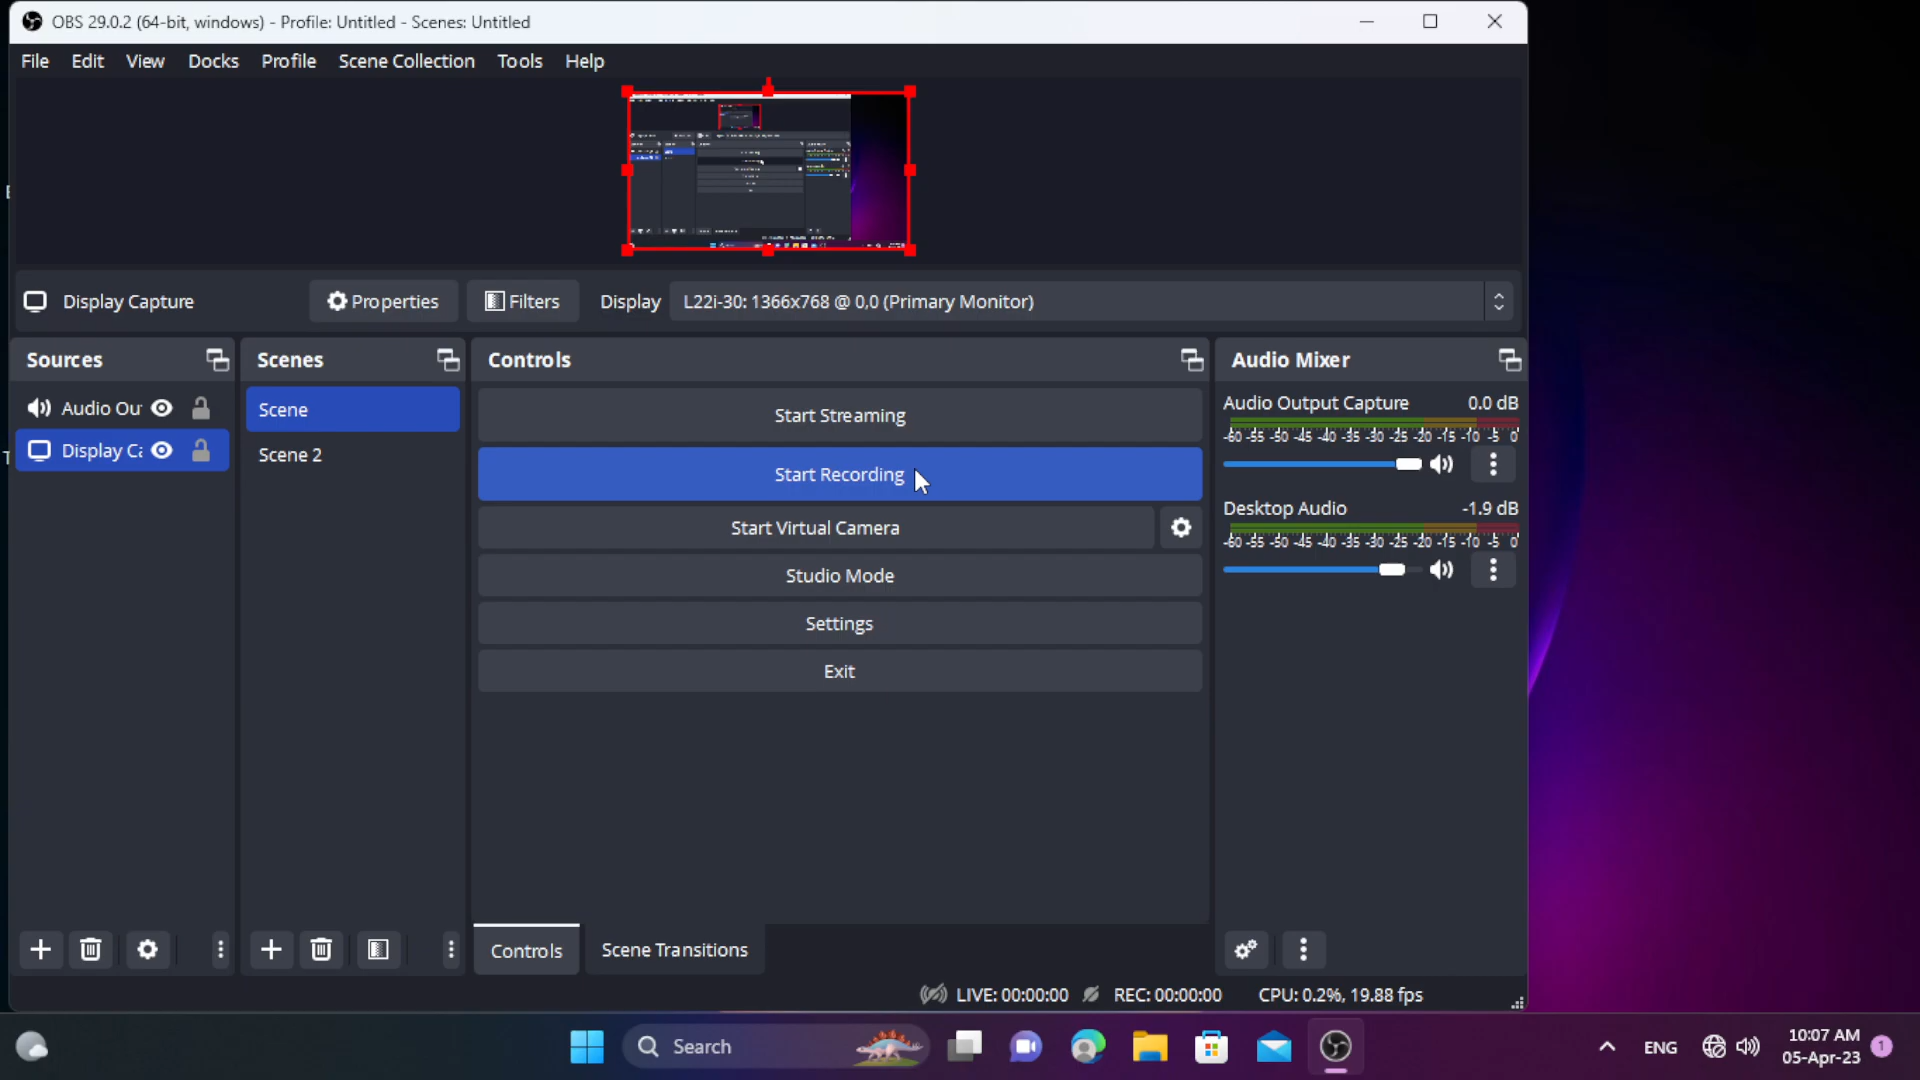 OBS 29.0.2 (64-bit, windows) - Profile: Untitled - Scenes: Untitled
File Edit View Docks Profile Scene Collection Tools Help
Display Capture Properties Filters Display L22i-30: 1366x768 @ 0,0 (Primary Monitor)
Sources Scenes Controls Audio Mixer
Audio Ou
Display Ca
Scene
Scene 2
Start Streaming
Start Recording
Start Virtual Camera
Studio Mode
Settings
Exit
Audio Output Capture 0.0 dB
-60 -55 -50 -45 -40 -35 -30 -25 -20 -15 -10 -5 0
Desktop Audio -1.9 dB
-60 -55 -50 -45 -40 -35 -30 -25 -20 -15 -10 -5 0
Controls Scene Transitions
LIVE: 00:00:00 REC: 00:00:00 CPU: 0.2%, 19.88 fps
Search ENG 10:07 AM 1
05-Apr-23